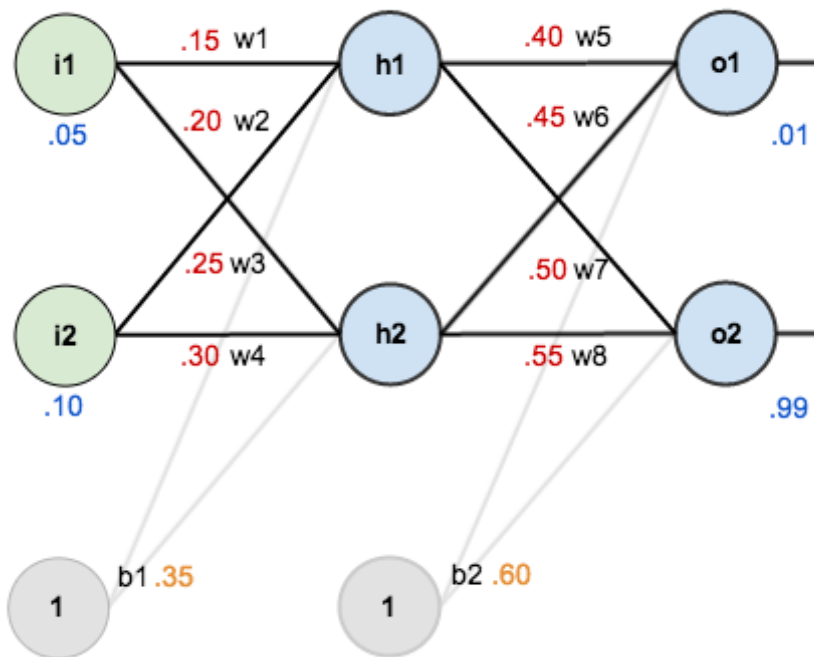 .15 w1
.40 w5
i1
h1
o1
.20 w2
.45 w6
.05
.01
.25 w3
.50 w7
i2
h2
o2
.30 w4
.55 w8
.10
.99
b1 .35
b2 .60
1
1